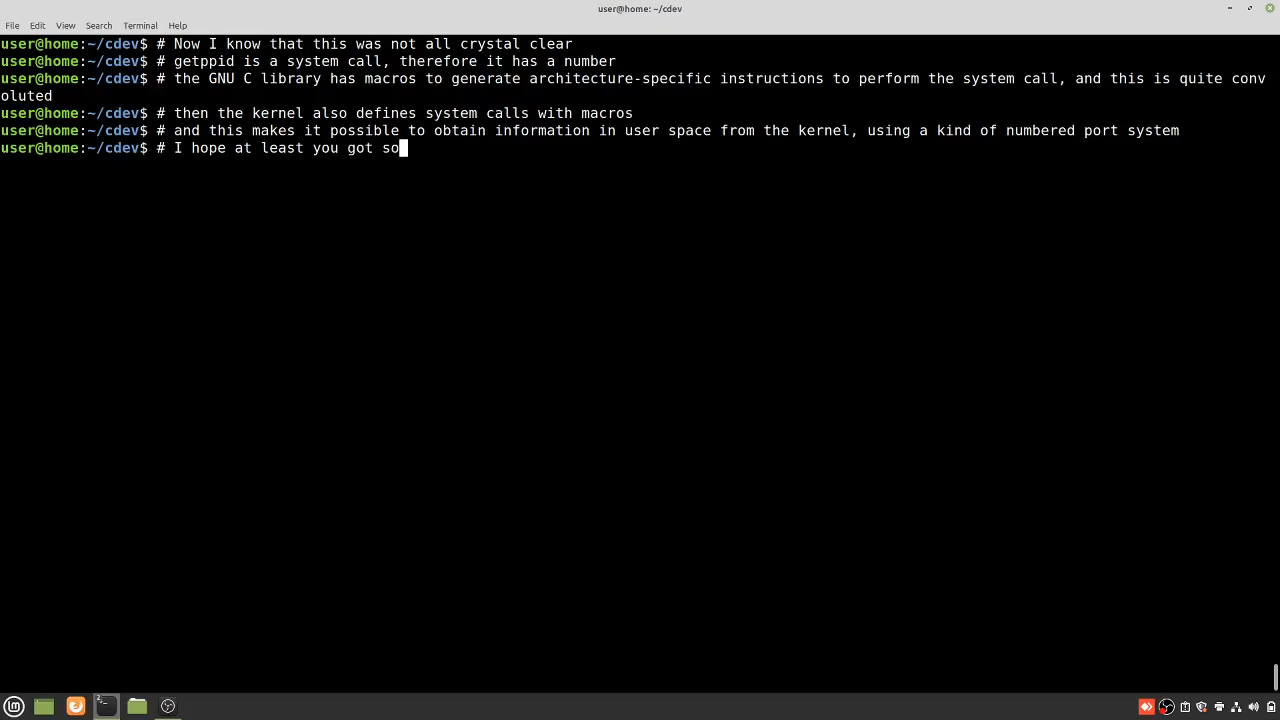 user@home: ~/cdev
File Edit View Search Terminal Help
user@home:~/cdev$ # Now I know that this was not all crystal clear
user@home:~/cdev$ # getppid is a system call, therefore it has a number
user@home:~/cdev$ # the GNU C library has macros to generate architecture-specific instructions to perform the system call, and this is quite conv
oluted
user@home:~/cdev$ # then the kernel also defines system calls with macros
user@home:~/cdev$ # and this makes it possible to obtain information in user space from the kernel, using a kind of numbered port system
user@home:~/cdev$ # I hope at least you got so